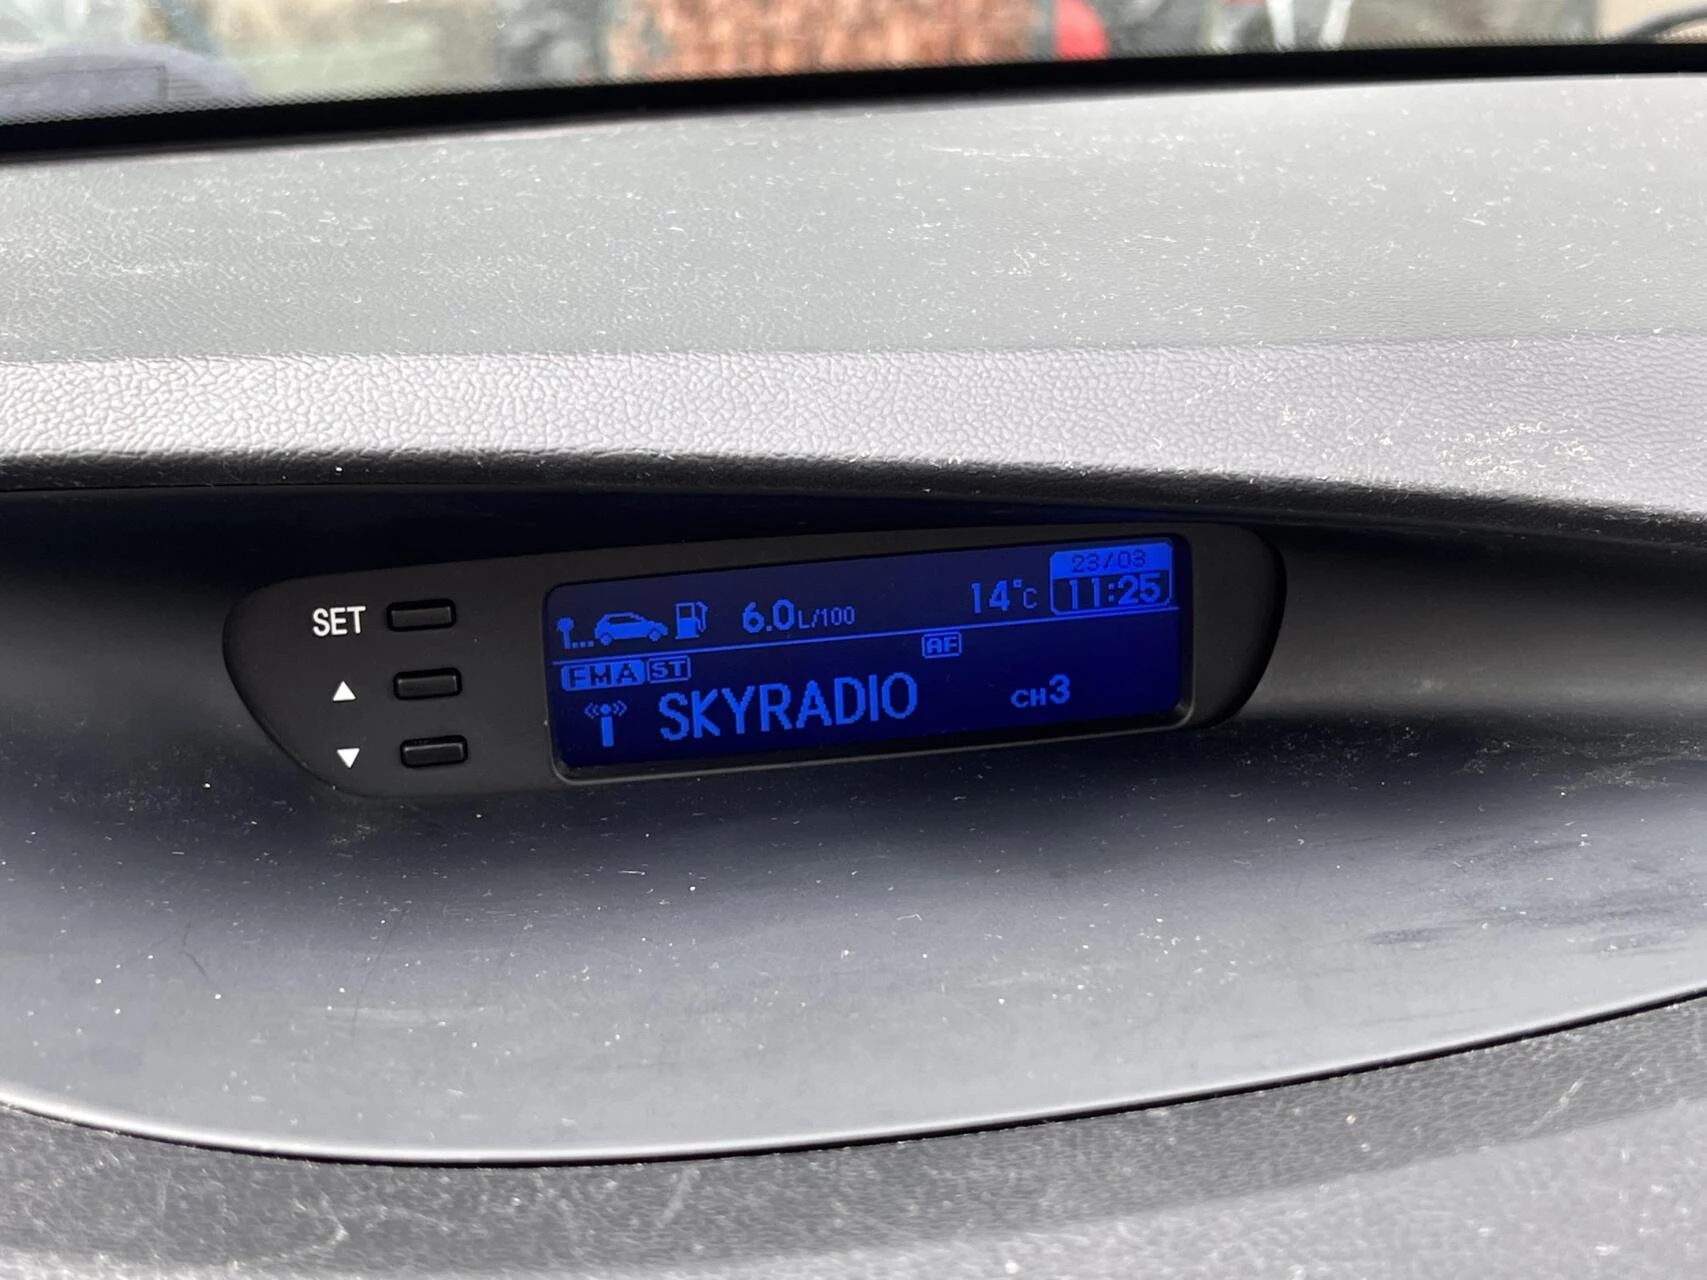 SET
23/03
6.0L/100 14°C 11:25
AF
FMA ST
SKYRADIO CH3